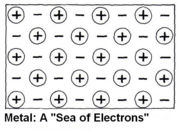 + - + - + - + -
- + - + - + - +
+ - + - + - + -
- + - + - + - +
+ - + - + - + -
Metal: A "Sea of Electrons"